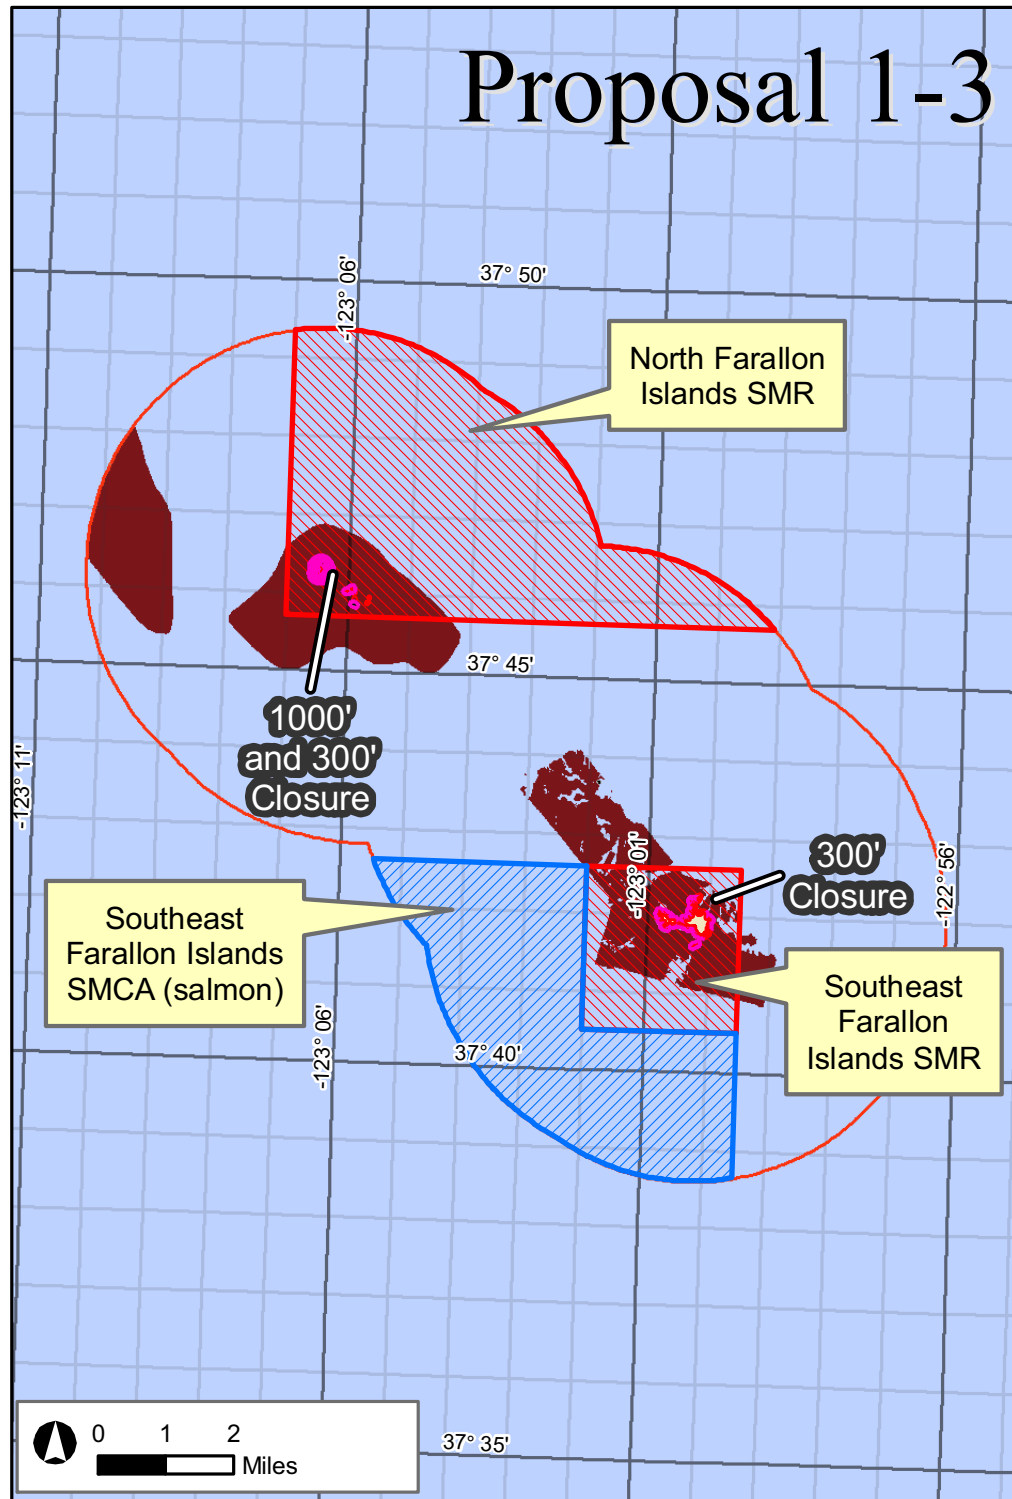 Proposal 1-3
37° 50'
-123° 06'
North Farallon
Islands SMR
37° 45'
1000'
and 300'
Closure
-123° 11'
-123° 01'
300'
Closure
-122° 56'
Southeast
Farallon Islands
SMCA (salmon)
Southeast
Farallon
Islands SMR
-123° 06'
37° 40'
0 1 2
Miles
37° 35'